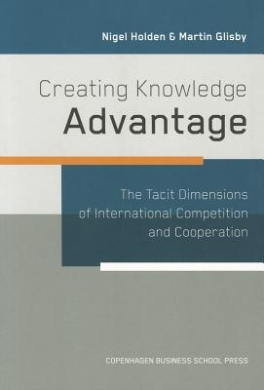 Nigel Holden & Martin Glisby
Creating Knowledge
Advantage
The Tacit Dimensions
of International Competition
and Cooperation
COPENHAGEN BUSINESS SCHOOL PRESS